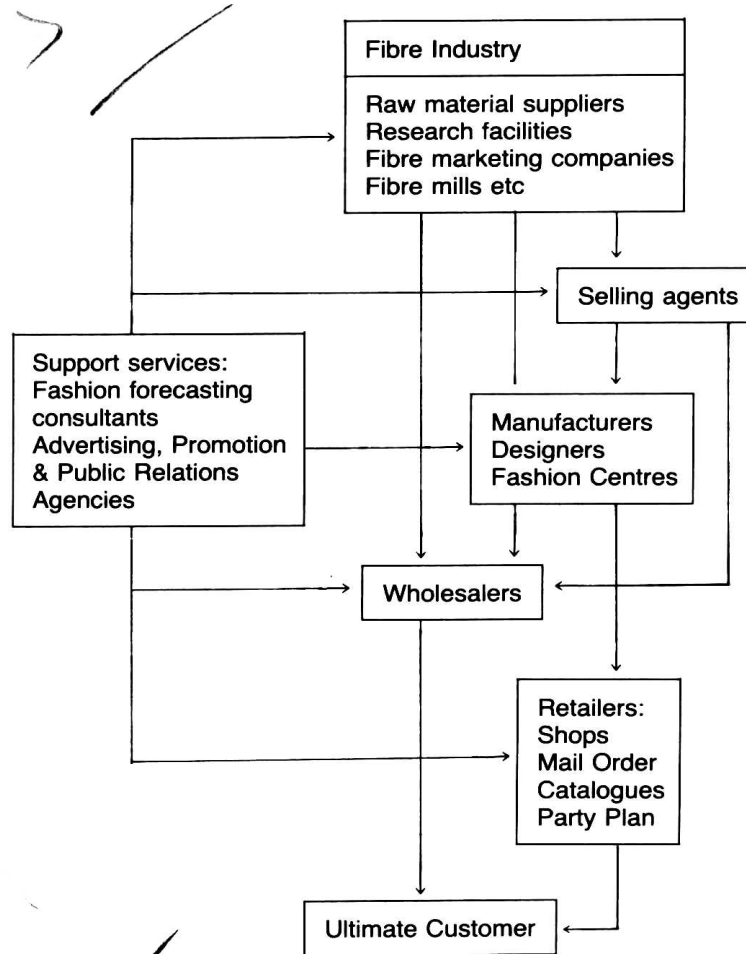 Fibre Industry
Raw material suppliers
Research facilities
Fibre marketing companies
Fibre mills etc
Selling agents
Support services:
Fashion forecasting
consultants
Advertising, Promotion
& Public Relations
Agencies
Manufacturers
Designers
Fashion Centres
Wholesalers
Retailers:
Shops
Mail Order
Catalogues
Party Plan
Ultimate Customer